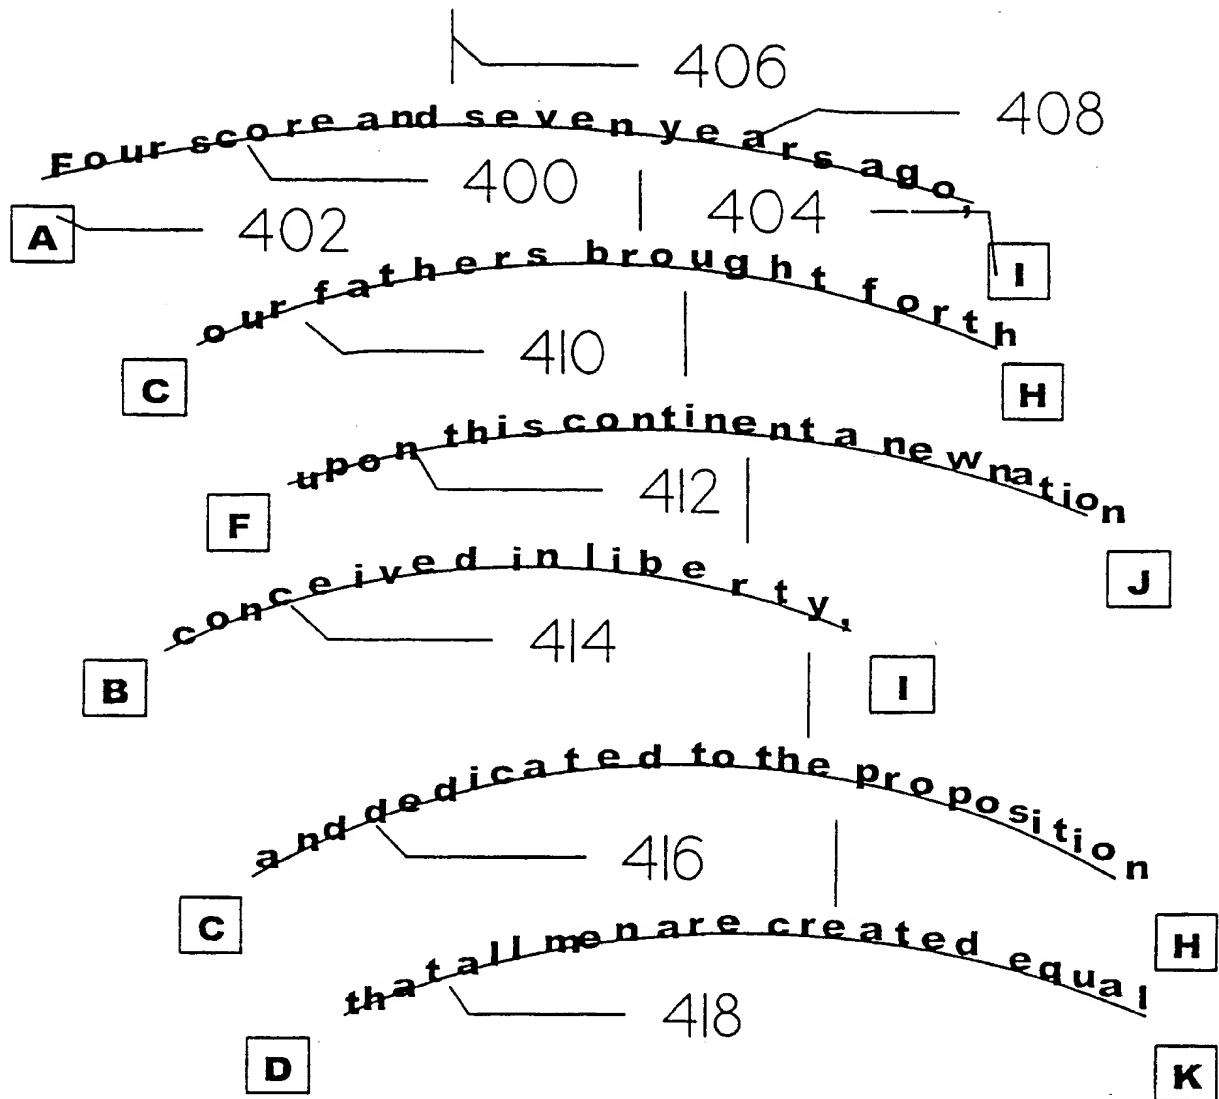 406
408
Four score and seven years ago,
400
A 402 404 I
our fathers brought forth
410
C H
upon this continent a new nation
412
F J
conceived in liberty,
414
B I
and dedicated to the proposition
416
C H
that all men are created equal
418
D K